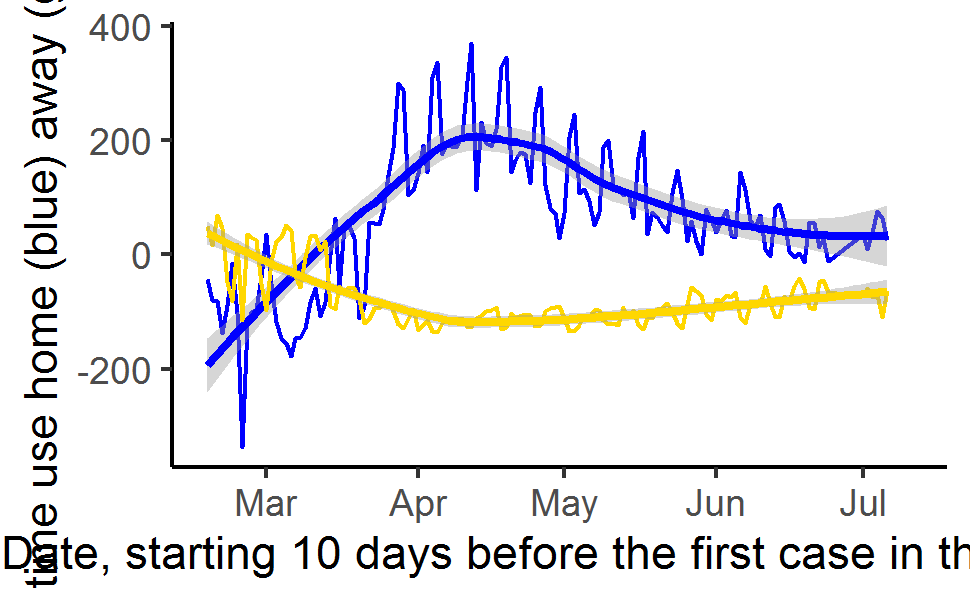 time use home (blue) away (
400
200
0
-200
Mar Apr May Jun Jul
Date, starting 10 days before the first case in th